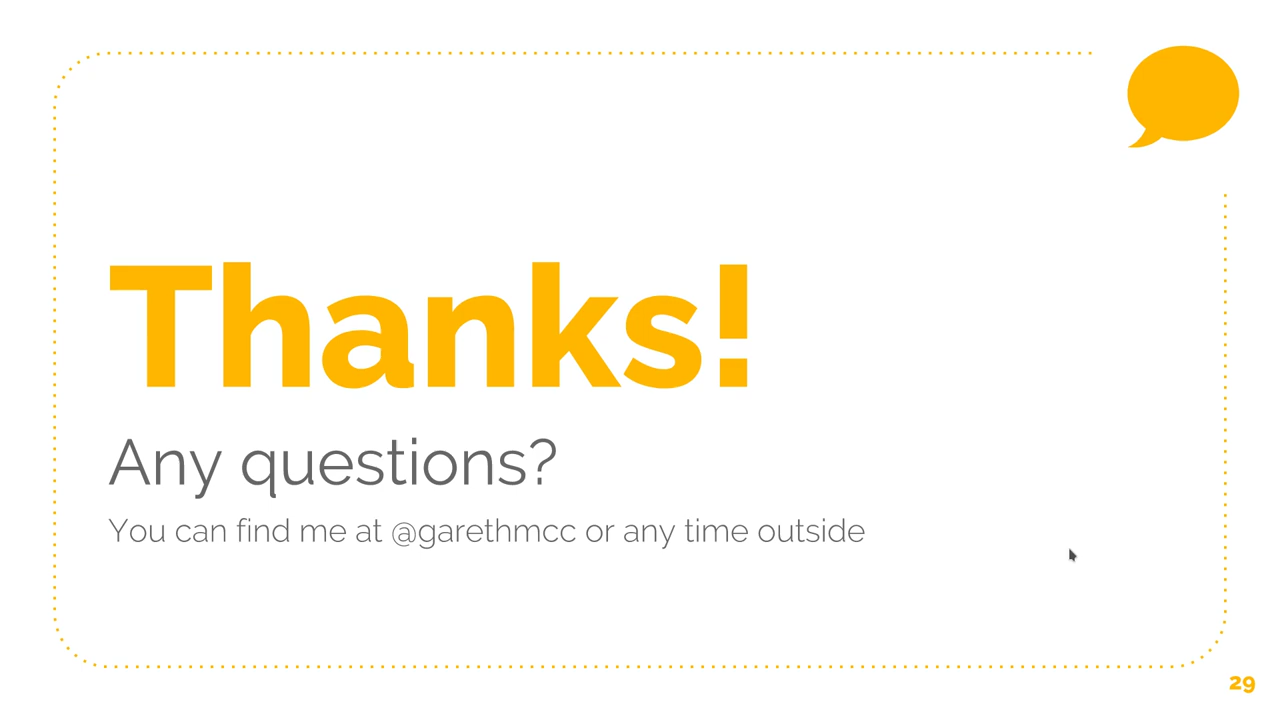 Thanks!
Any questions?
You can find me at @garethmcc or any time outside
29